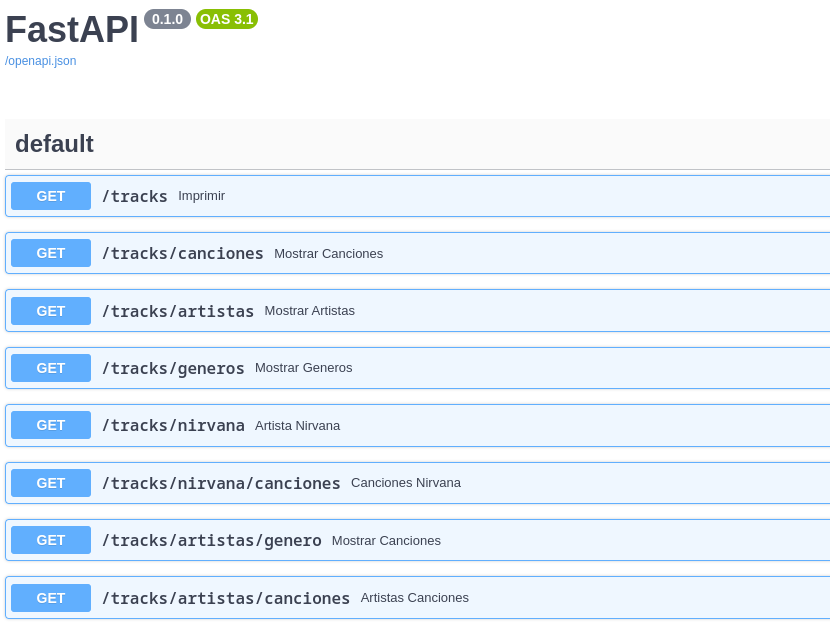 FastAPI 0.1.0 OAS 3.1
/openapi.json
default
GET /tracks Imprimir
GET /tracks/canciones Mostrar Canciones
GET /tracks/artistas Mostrar Artistas
GET /tracks/generos Mostrar Generos
GET /tracks/nirvana Artista Nirvana
GET /tracks/nirvana/canciones Canciones Nirvana
GET /tracks/artistas/genero Mostrar Canciones
GET /tracks/artistas/canciones Artistas Canciones